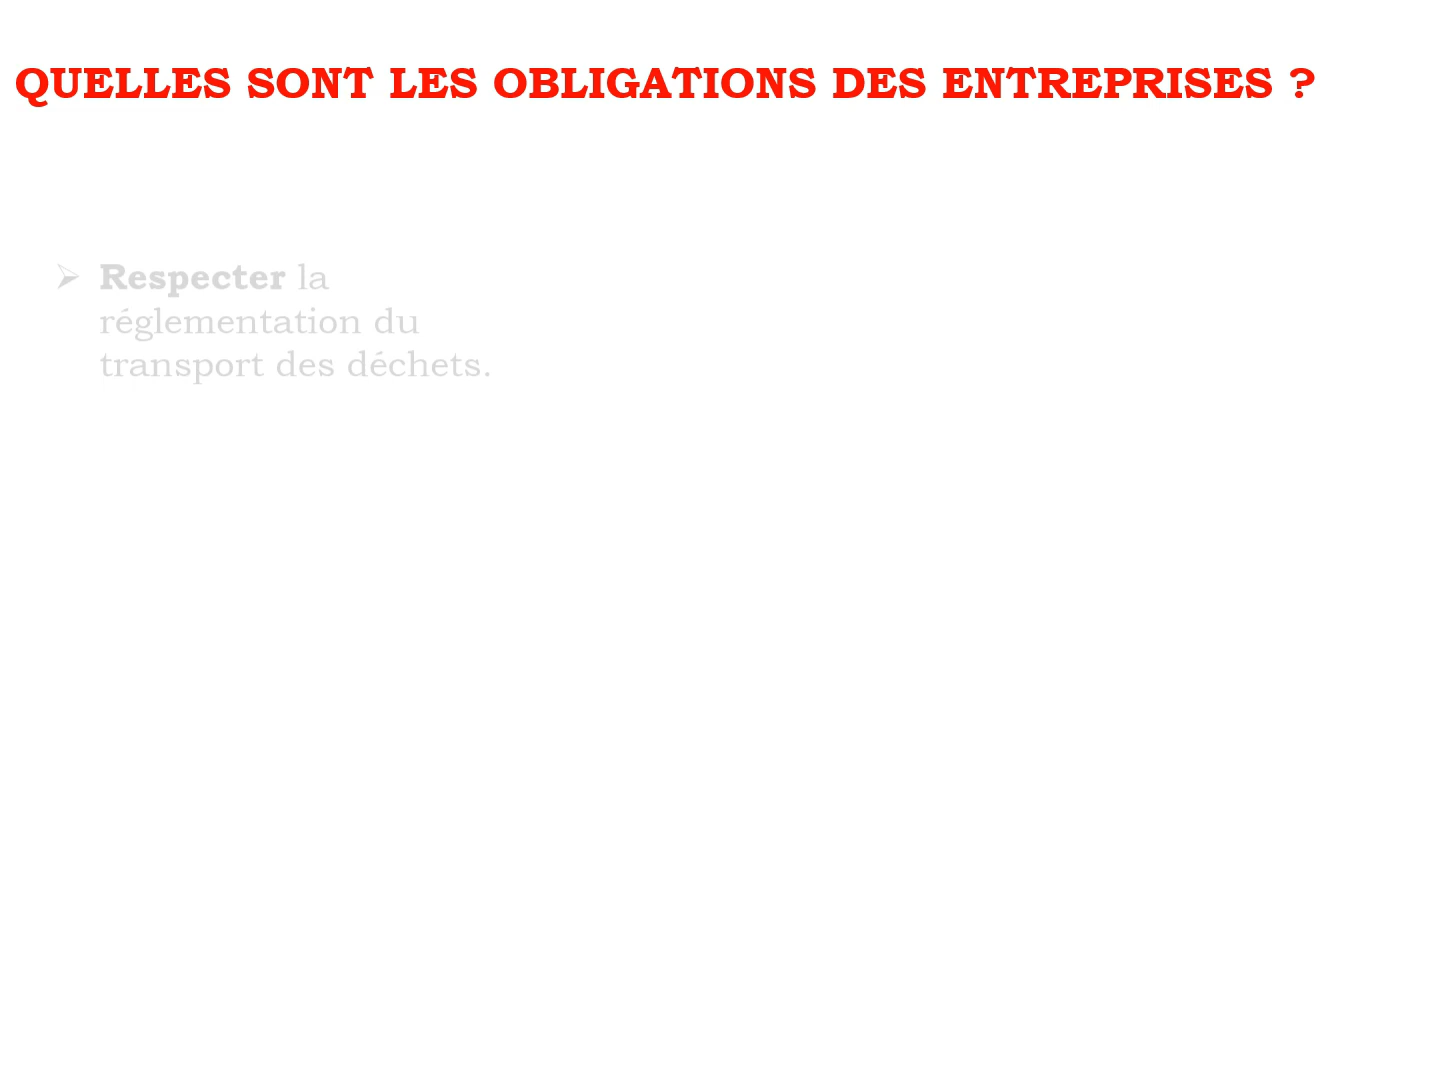 QUELLES SONT LES OBLIGATIONS DES ENTREPRISES ?
➢ Respecter la
réglementation du
transport des déchets.